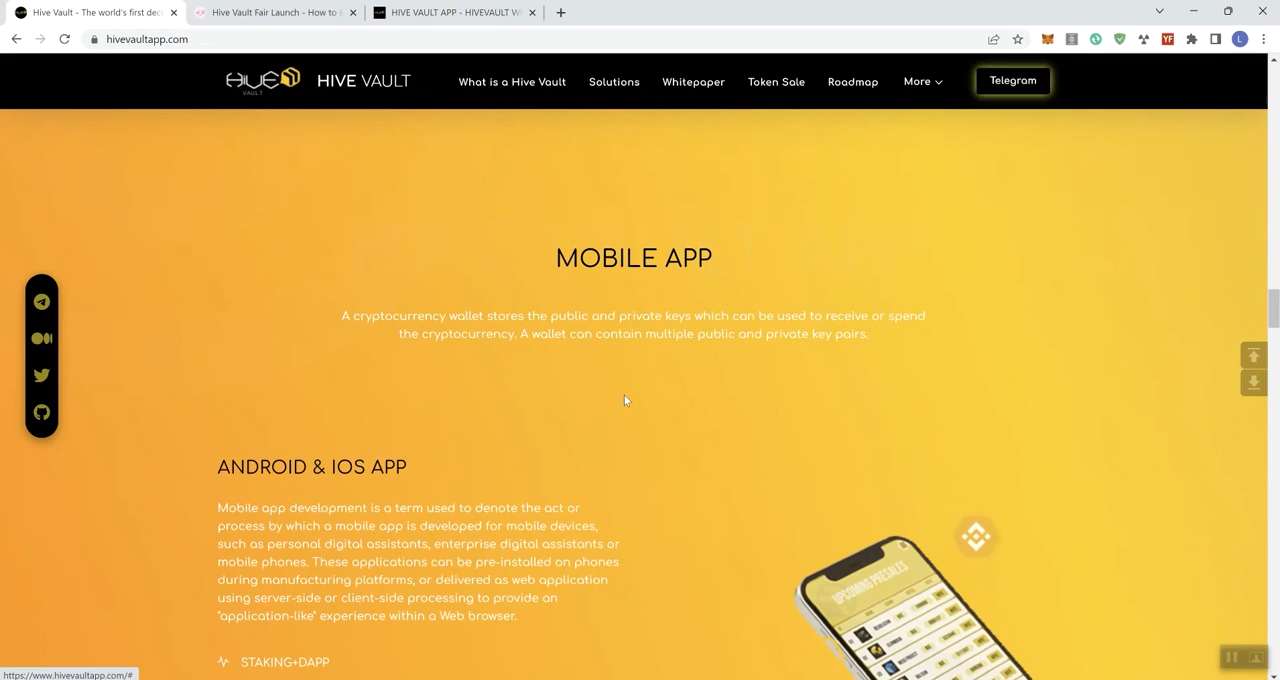 Hive Vault - The world's first dec
Hive Vault Fair Launch - How to B
HIVE VAULT APP - HIVEVAULT W
hivevaultapp.com
YF
L
HIVE
VAULT
HIVE VAULT
What is a Hive Vault
Solutions
Whitepaper
Token Sale
Roadmap
More
Telegram
MOBILE APP
A cryptocurrency wallet stores the public and private keys which can be used to receive or spend
the cryptocurrency. A wallet can contain multiple public and private key pairs.
ANDROID & IOS APP
Mobile app development is a term used to denote the act or
process by which a mobile app is developed for mobile devices,
such as personal digital assistants, enterprise digital assistants or
mobile phones. These applications can be pre-installed on phones
during manufacturing platforms, or delivered as web application
using server-side or client-side processing to provide an
"application-like" experience within a Web browser.
STAKING+DAPP
UPCOMING PRESALES
https://www.hivevaultapp.com/#